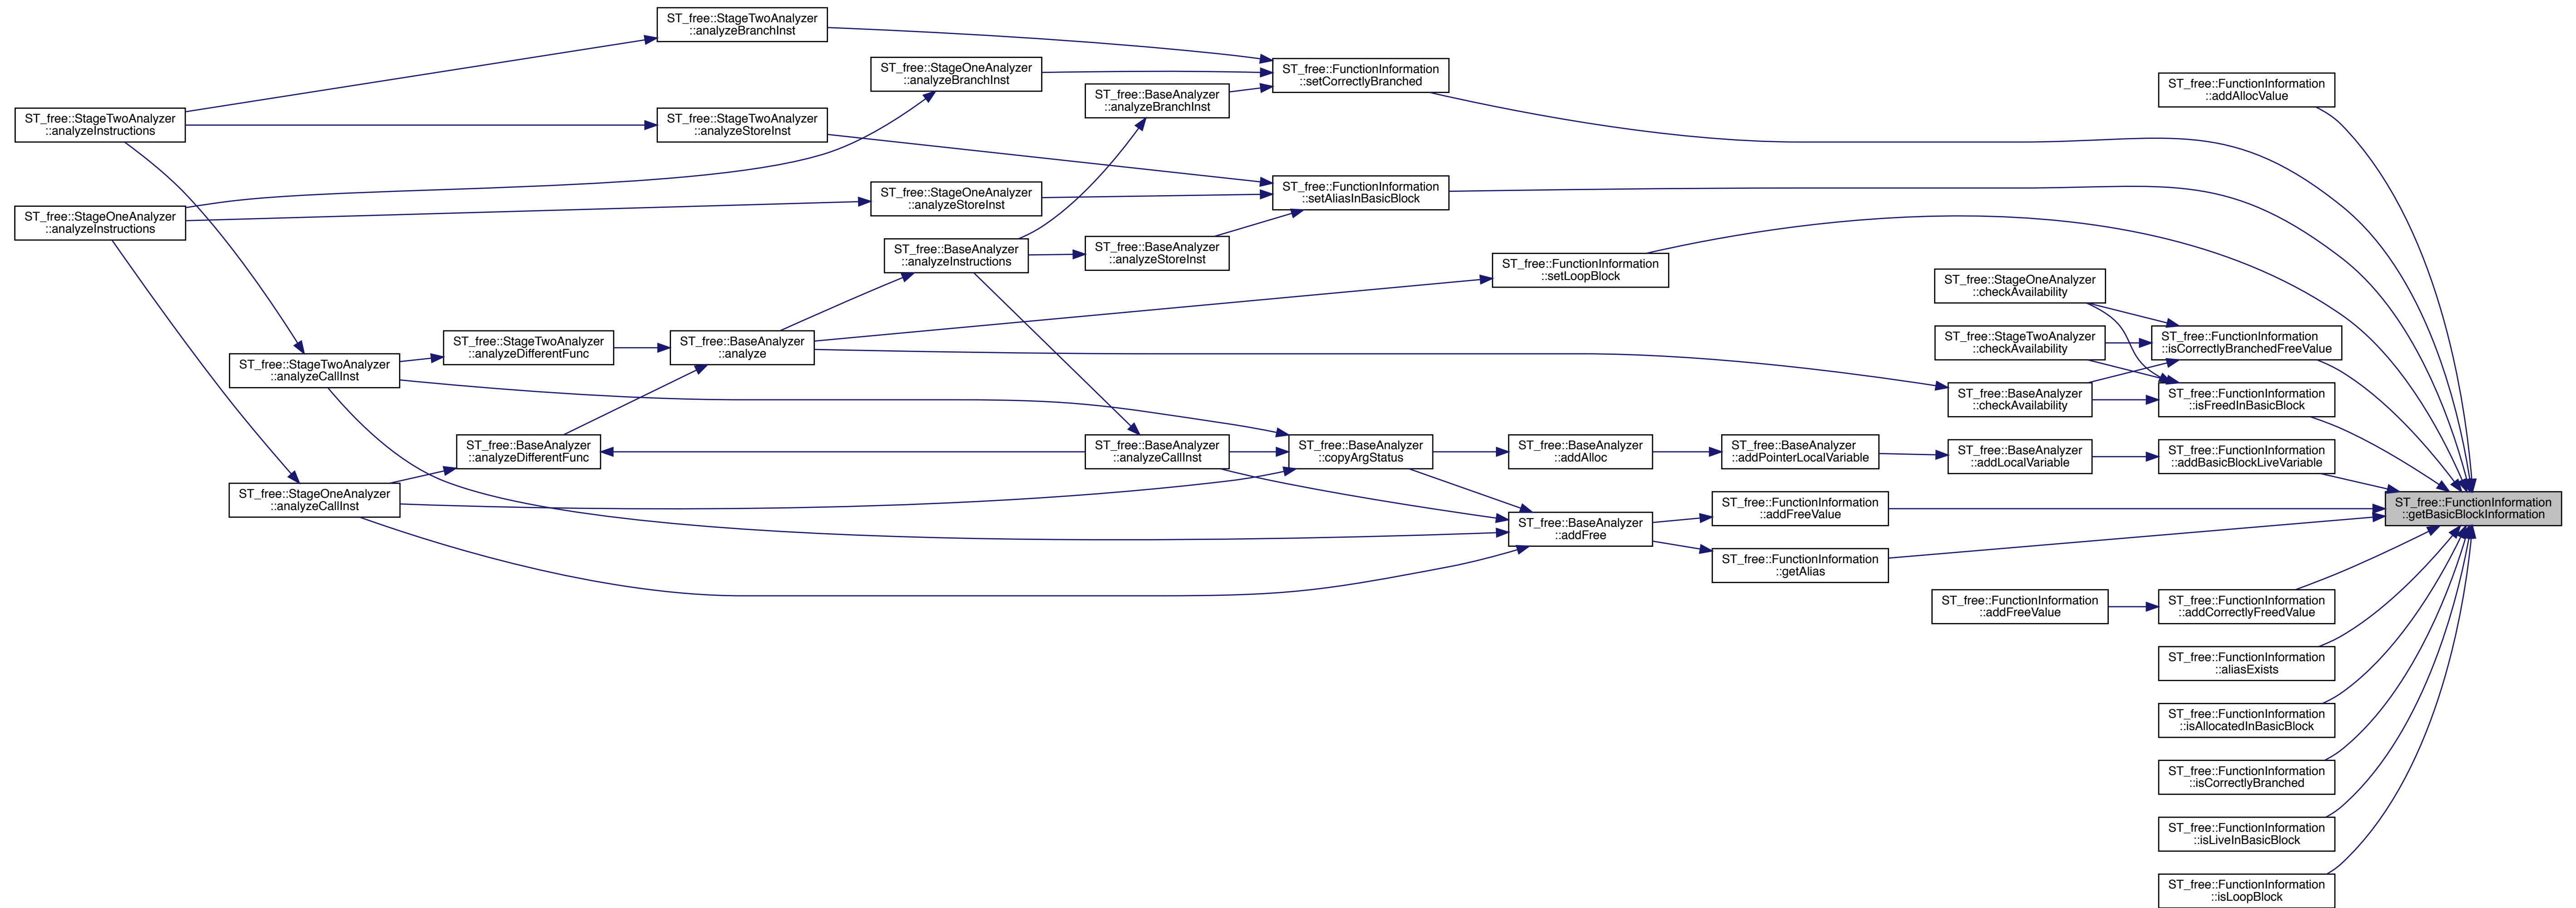 ST_free::StageTwoAnalyzer
::analyzeBranchInst
ST_free::StageOneAnalyzer
::analyzeBranchInst
ST_free::FunctionInformation
::setCorrectlyBranched
ST_free::BaseAnalyzer
::analyzeBranchInst
ST_free::FunctionInformation
::addAllocValue
ST_free::StageTwoAnalyzer
::analyzeInstructions
ST_free::StageTwoAnalyzer
::analyzeStoreInst
ST_free::StageOneAnalyzer
::analyzeStoreInst
ST_free::FunctionInformation
::setAliasInBasicBlock
ST_free::StageOneAnalyzer
::analyzeInstructions
ST_free::BaseAnalyzer
::analyzeInstructions
ST_free::BaseAnalyzer
::analyzeStoreInst
ST_free::FunctionInformation
::setLoopBlock
ST_free::StageOneAnalyzer
::checkAvailability
ST_free::StageTwoAnalyzer
::analyzeDifferentFunc
ST_free::BaseAnalyzer
::analyze
ST_free::StageTwoAnalyzer
::checkAvailability
ST_free::FunctionInformation
::isCorrectlyBranchedFreeValue
ST_free::StageTwoAnalyzer
::analyzeCallInst
ST_free::BaseAnalyzer
::checkAvailability
ST_free::FunctionInformation
::isFreedInBasicBlock
ST_free::BaseAnalyzer
::analyzeDifferentFunc
ST_free::BaseAnalyzer
::analyzeCallInst
ST_free::BaseAnalyzer
::copyArgStatus
ST_free::BaseAnalyzer
::addAlloc
ST_free::BaseAnalyzer
::addPointerLocalVariable
ST_free::BaseAnalyzer
::addLocalVariable
ST_free::FunctionInformation
::addBasicBlockLiveVariable
ST_free::StageOneAnalyzer
::analyzeCallInst
ST_free::BaseAnalyzer
::addFree
ST_free::FunctionInformation
::addFreeValue
ST_free::FunctionInformation
::getBasicBlockInformation
ST_free::FunctionInformation
::getAlias
ST_free::FunctionInformation
::addFreeValue
ST_free::FunctionInformation
::addCorrectlyFreedValue
ST_free::FunctionInformation
::aliasExists
ST_free::FunctionInformation
::isAllocatedInBasicBlock
ST_free::FunctionInformation
::isCorrectlyBranched
ST_free::FunctionInformation
::isLiveInBasicBlock
ST_free::FunctionInformation
::isLoopBlock